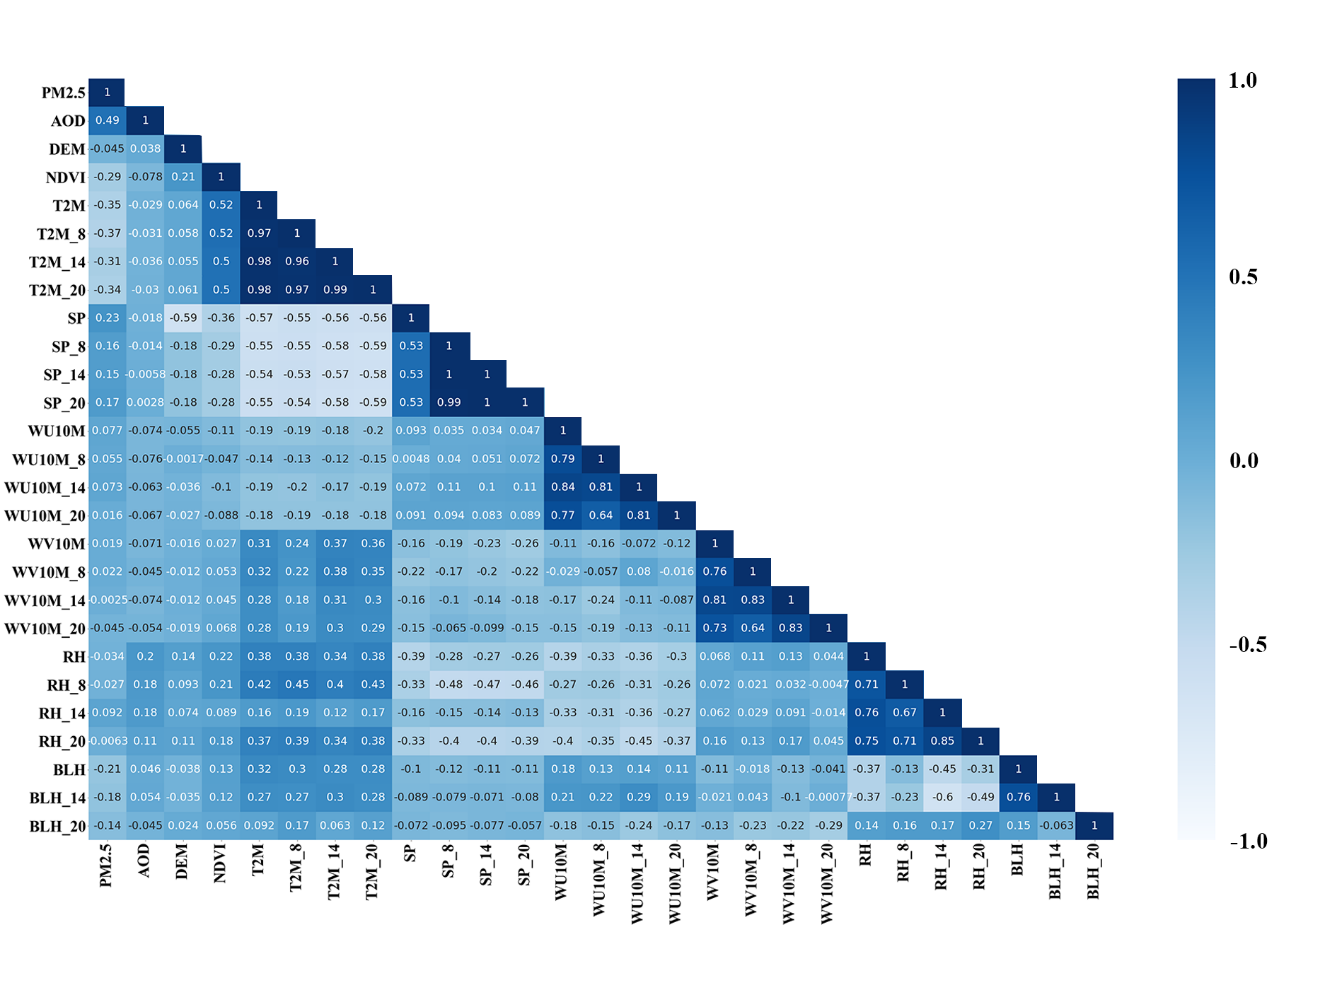 PM2.5 1
AOD 0.49 1
DEM -0.045 0.038 1
NDVI -0.29 -0.078 0.21 1
T2M -0.35 -0.029 0.064 0.52 1
T2M_8 -0.37 -0.031 0.058 0.52 0.97 1
T2M_14 -0.31 -0.036 0.055 0.5 0.98 0.96 1
T2M_20 -0.34 -0.03 0.061 0.5 0.98 0.97 0.99 1
SP 0.23 -0.018 -0.59 -0.36 -0.57 -0.55 -0.56 -0.56 1
SP_8 0.16 -0.014 -0.18 -0.29 -0.55 -0.55 -0.58 -0.59 0.53 1
SP_14 0.15 -0.0058 -0.18 -0.28 -0.54 -0.53 -0.57 -0.58 0.53 1 1
SP_20 0.17 0.0028 -0.18 -0.28 -0.55 -0.54 -0.58 -0.59 0.53 0.99 1 1
WU10M 0.077 -0.074 -0.055 -0.11 -0.19 -0.19 -0.18 -0.2 0.093 0.035 0.034 0.047 1
WU10M_8 0.055 -0.076 -0.0017 -0.047 -0.14 -0.13 -0.12 -0.15 0.0048 0.04 0.051 0.072 0.79 1
WU10M_14 0.073 -0.063 -0.036 -0.1 -0.19 -0.2 -0.17 -0.19 0.072 0.11 0.1 0.11 0.84 0.81 1
WU10M_20 0.016 -0.067 -0.027 -0.088 -0.18 -0.19 -0.18 -0.18 0.091 0.094 0.083 0.089 0.77 0.64 0.81 1
WV10M 0.019 -0.071 -0.016 0.027 0.31 0.24 0.37 0.36 -0.16 -0.19 -0.23 -0.26 -0.11 -0.16 -0.072 -0.12 1
WV10M_8 0.022 -0.045 -0.012 0.053 0.32 0.22 0.38 0.35 -0.22 -0.17 -0.2 -0.22 -0.029 -0.057 0.08 -0.016 0.76 1
WV10M_14 -0.0025 -0.074 -0.012 0.045 0.28 0.18 0.31 0.3 -0.16 -0.1 -0.14 -0.18 -0.17 -0.24 -0.11 -0.087 0.81 0.83 1
WV10M_20 -0.045 -0.054 -0.019 0.068 0.28 0.19 0.3 0.29 -0.15 -0.065 -0.099 -0.15 -0.15 -0.19 -0.13 -0.11 0.73 0.64 0.83 1
RH -0.034 0.2 0.14 0.22 0.38 0.38 0.34 0.38 -0.39 -0.28 -0.27 -0.26 -0.39 -0.33 -0.36 -0.3 0.068 0.11 0.13 0.044 1
RH_8 -0.027 0.18 0.093 0.21 0.42 0.45 0.4 0.43 -0.33 -0.48 -0.47 -0.46 -0.27 -0.26 -0.31 -0.26 0.072 0.021 0.032 -0.0047 0.71 1
RH_14 0.092 0.18 0.074 0.089 0.16 0.19 0.12 0.17 -0.16 -0.15 -0.14 -0.13 -0.33 -0.31 -0.36 -0.27 0.062 0.029 0.091 -0.014 0.76 0.67 1
RH_20 -0.0063 0.11 0.11 0.18 0.37 0.39 0.34 0.38 -0.33 -0.4 -0.4 -0.39 -0.4 -0.35 -0.45 -0.37 0.16 0.13 0.17 0.045 0.75 0.71 0.85 1
BLH -0.21 0.046 -0.038 0.13 0.32 0.3 0.28 0.28 -0.1 -0.12 -0.11 -0.11 0.18 0.13 0.14 0.11 -0.11 -0.018 -0.13 -0.041 -0.37 -0.13 -0.45 -0.31 1
BLH_14 -0.18 0.054 -0.035 0.12 0.27 0.27 0.3 0.28 -0.089 -0.079 -0.071 -0.08 0.21 0.22 0.29 0.19 -0.021 0.043 -0.1 -0.00077 -0.37 -0.23 -0.6 -0.49 0.76 1
BLH_20 -0.14 -0.045 0.024 0.056 0.092 0.17 0.063 0.12 -0.072 -0.095 -0.077 -0.057 -0.18 -0.15 -0.24 -0.17 -0.13 -0.23 -0.22 -0.29 0.14 0.16 0.17 0.27 0.15 -0.063 1
PM2.5 AOD DEM NDVI T2M T2M_8 T2M_14 T2M_20 SP SP_8 SP_14 SP_20 WU10M WU10M_8 WU10M_14 WU10M_20 WV10M WV10M_8 WV10M_14 WV10M_20 RH RH_8 RH_14 RH_20 BLH BLH_14 BLH_20
1.0
0.5
0.0
-0.5
-1.0